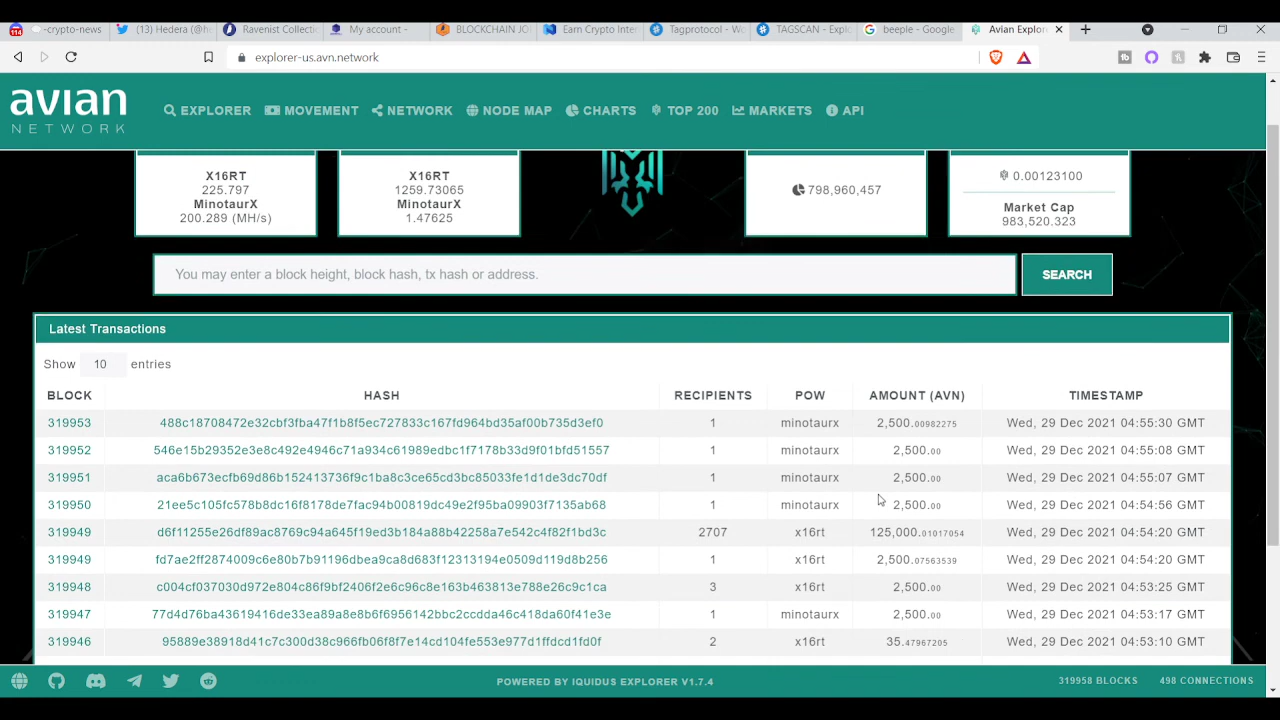 114
-crypto-news
(13) Hedera (@he
Ravenist Collecti
My account -
BLOCKCHAIN JO
Earn Crypto Inte
Tagprotocol - We
TAGSCAN - Explo
beeple - Google
Avian Explor
explorer-us.avn.network
avian
NETWORK
EXPLORER
MOVEMENT
NETWORK
NODE MAP
CHARTS
TOP 200
MARKETS
API
X16RT
225.797
MinotaurX
200.289 (MH/s)
X16RT
1259.73065
MinotaurX
1.47625
798,960,457
0.00123100
Market Cap
983,520.323
You may enter a block height, block hash, tx hash or address.
SEARCH
Latest Transactions
Show 10 entries
BLOCK HASH RECIPIENTS POW AMOUNT (AVN) TIMESTAMP
319953 488c18708472e32cbf3fba47f1b8f5ec727833c167fd964bd35af00b735d3ef0 1 minotaurx 2,500.00982275 Wed, 29 Dec 2021 04:55:30 GMT
319952 546e15b29352e3e8c492e4946c71a934c61989edbc1f7178b33d9f01bfd51557 1 minotaurx 2,500.00 Wed, 29 Dec 2021 04:55:08 GMT
319951 aca6b673ecfb69d86b152413736f9c1ba8c3ce65cd3bc85033fe1d1de3dc70df 1 minotaurx 2,500.00 Wed, 29 Dec 2021 04:55:07 GMT
319950 21ee5c105fc578b8dc16f8178de7fac94b00819dc49e2f95ba09903f7135ab68 1 minotaurx 2,500.00 Wed, 29 Dec 2021 04:54:56 GMT
319949 d6f11255e26df89ac8769c94a645f19ed3b184a88b42258a7e542c4f82f1bd3c 2707 x16rt 125,000.01017054 Wed, 29 Dec 2021 04:54:20 GMT
319949 fd7ae2ff2874009c6e80b7b91196dbea9ca8d683f12313194e0509d119d8b256 1 x16rt 2,500.07563539 Wed, 29 Dec 2021 04:54:20 GMT
319948 c004cf037030d972e804c86f9bf2406f2e6c96c8e163b463813e788e26c9c1ca 3 x16rt 2,500.00 Wed, 29 Dec 2021 04:53:25 GMT
319947 77d4d76ba43619416de33ea89a8e8b6f6956142bbc2ccdda46c418da60f41e3e 1 minotaurx 2,500.00 Wed, 29 Dec 2021 04:53:17 GMT
319946 95889e38918d41c7c300d38c966fb06f8f7e14cd104fe553e977d1ffdcd1fd0f 2 x16rt 35.47967205 Wed, 29 Dec 2021 04:53:10 GMT
POWERED BY IQUIDUS EXPLORER V1.7.4
319958 BLOCKS
498 CONNECTIONS